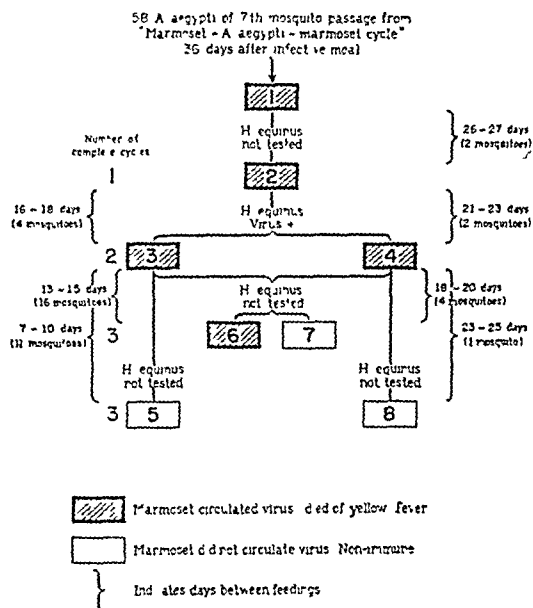 58 A aegypti of 7th mosquito passage from
"Marmoset - A aegypti - marmoset cycle"
36 days after infective meal
1
H equinus
not tested
26 - 27 days
(2 mosquitoes)
Number of
complete cycles
1
2
16 - 18 days
(4 mosquitoes)
H equinus
Virus +
21 - 23 days
(2 mosquitoes)
2
3
4
13 - 15 days
(16 mosquitoes)
H equinus
not tested
18 - 20 days
(4 mosquitoes)
7 - 10 days
(12 mosquitoes)
3
6
7
23 - 25 days
(1 mosquito)
H equinus
not tested
H equinus
not tested
3
5
8
Marmoset circulated virus died of yellow fever
Marmoset did not circulate virus Non-immune
Indicates days between feedings